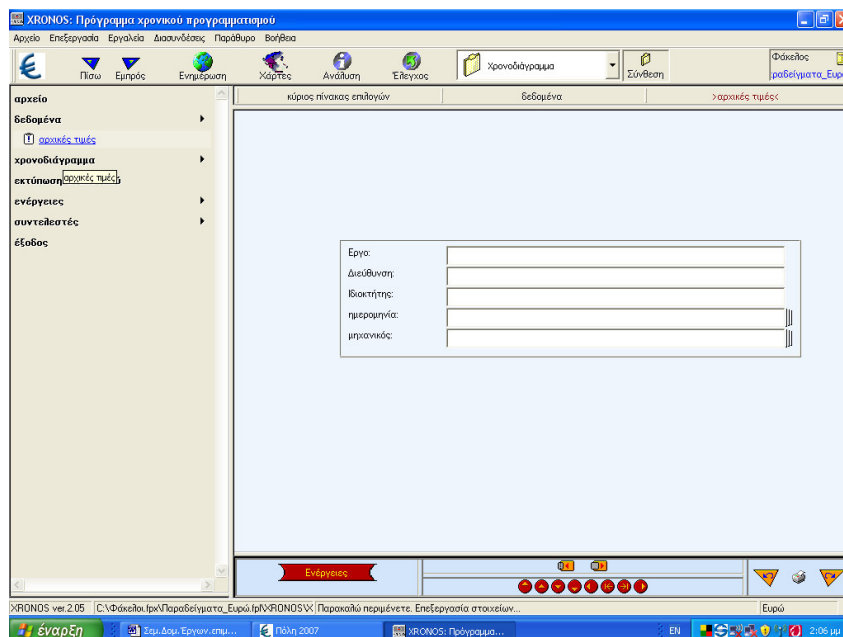 XRONOS: Πρόγραμμα χρονικού προγραμματισμού
Αρχείο Επεξεργασία Εργαλεία Διασυνδέσεις Παράθυρο Βοήθεια
Πίσω Εμπρός Ενημέρωση Χάρτες Ανάλυση Έλεγχος Χρονοδιάγραμμα Σύνθεση Φάκελος
ραδείγματα_Ευρ
κύριος πίνακας επιλογών δεδομένα >αρχικές τιμές<
αρχείο
δεδομένα
αρχικές τιμές
χρονοδιάγραμμα
εκτύπωση αρχικές τιμές
ενέργειες
συντελεστές
έξοδος
Εργο:
Διεύθυνση:
Ιδιοκτήτης:
ημερομηνία:
μηχανικός:
Ενέργειες
XRONOS ver.2.05 C:\Φάκελοι.fpx\Παραδείγματα_Ευρώ.fpl\XRONOS\X Παρακαλώ περιμένετε. Επεξεργασία στοιχείων... Ευρώ
έναρξη Σεμ.Δομ.Έργων.επιμ... Πόλη 2007 XRONOS: Πρόγραμμα... EN 2:06 μμ